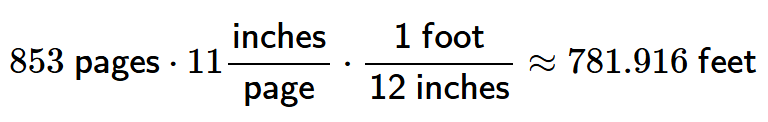 853 pages · 11 inches/page · 1 foot/12 inches ≈ 781.916 feet